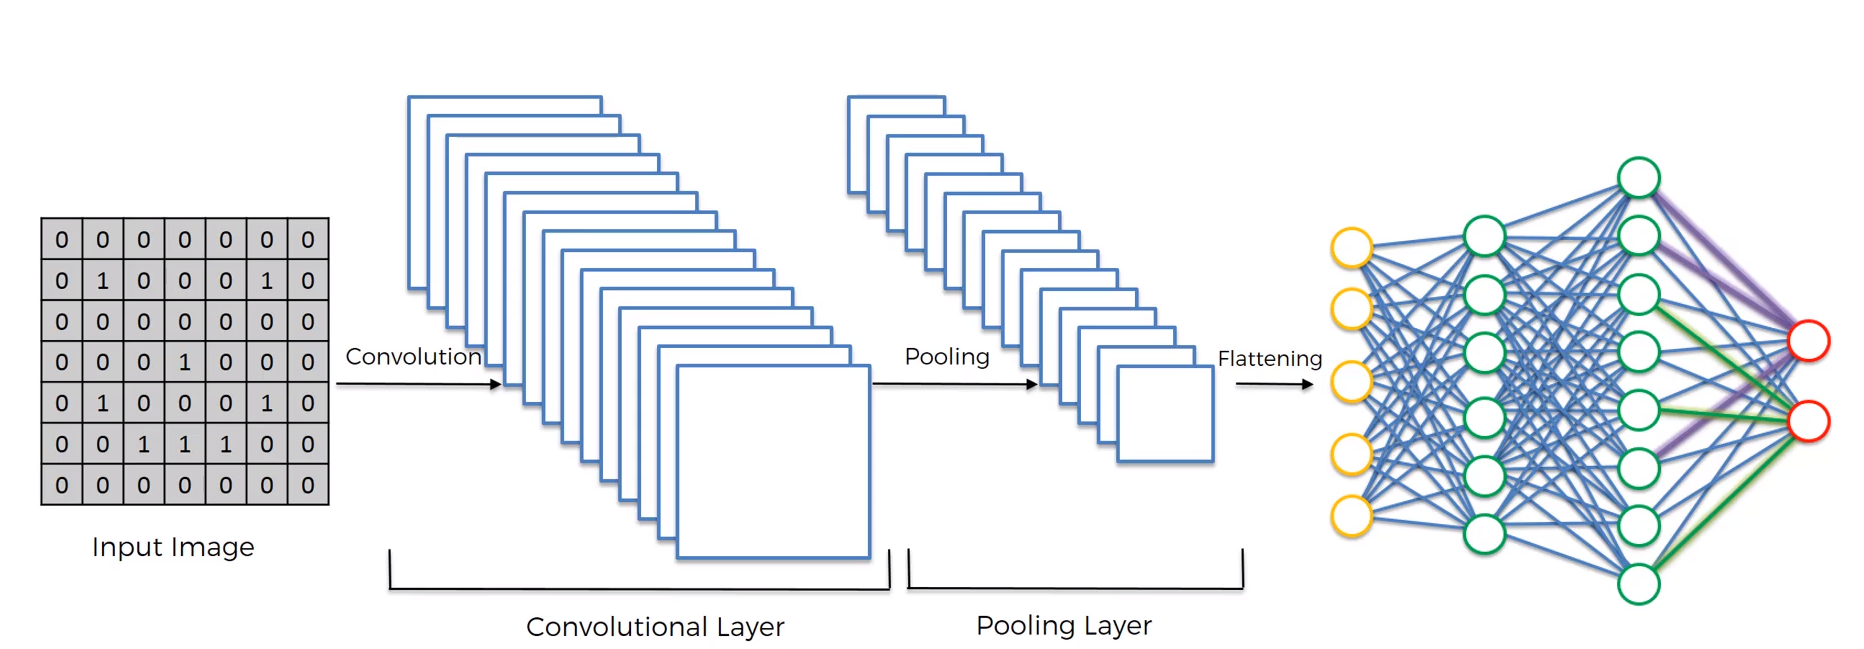 0 0 0 0 0 0 0
0 1 0 0 0 1 0
0 0 0 0 0 0 0
0 0 0 1 0 0 0
0 1 0 0 0 1 0
0 0 1 1 1 0 0
0 0 0 0 0 0 0
Input Image
Convolution
Convolutional Layer
Pooling
Pooling Layer
Flattening